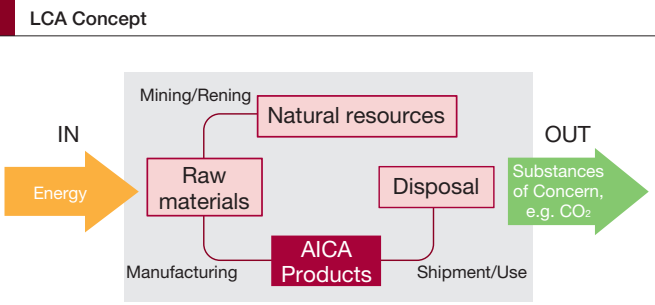 LCA Concept
Mining/Rening
Natural resources
IN
OUT
Energy
Raw
materials
Disposal
Substances
of Concern,
e.g. CO₂
AICA
Products
Manufacturing
Shipment/Use